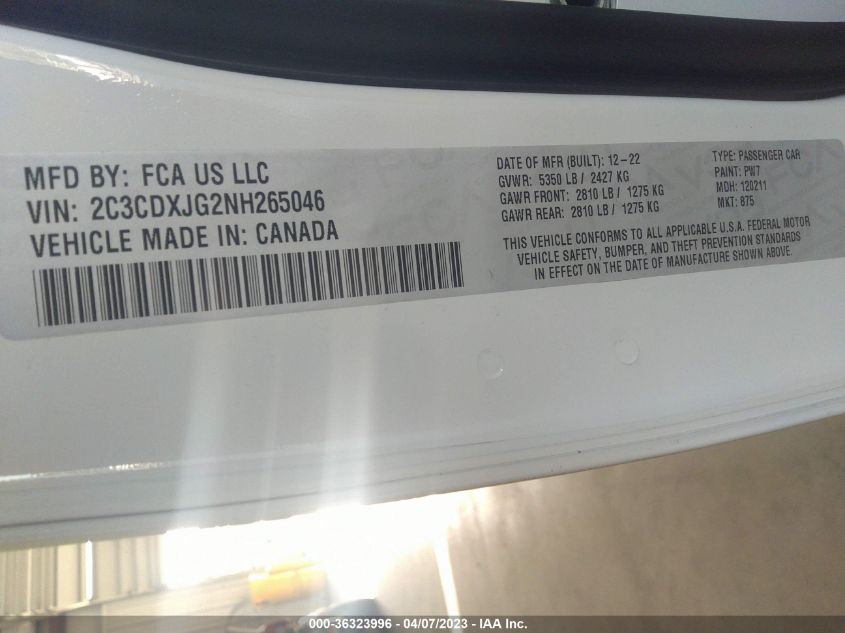 MFD BY: FCA US LLC
VIN: 2C3CDXJG2NH265046
VEHICLE MADE IN: CANADA
DATE OF MFR (BUILT): 12-22
GVWR: 5350 LB / 2427 KG
GAWR FRONT: 2810 LB / 1275 KG
GAWR REAR: 2810 LB / 1275 KG
TYPE: PASSENGER CAR
PAINT: PW7
MDH: 120211
MKT: 875
THIS VEHICLE CONFORMS TO ALL APPLICABLE U.S.A. FEDERAL MOTOR
VEHICLE SAFETY, BUMPER, AND THEFT PREVENTION STANDARDS
IN EFFECT ON THE DATE OF MANUFACTURE SHOWN ABOVE.
000-36323996 - 04/07/2023 - IAA Inc.